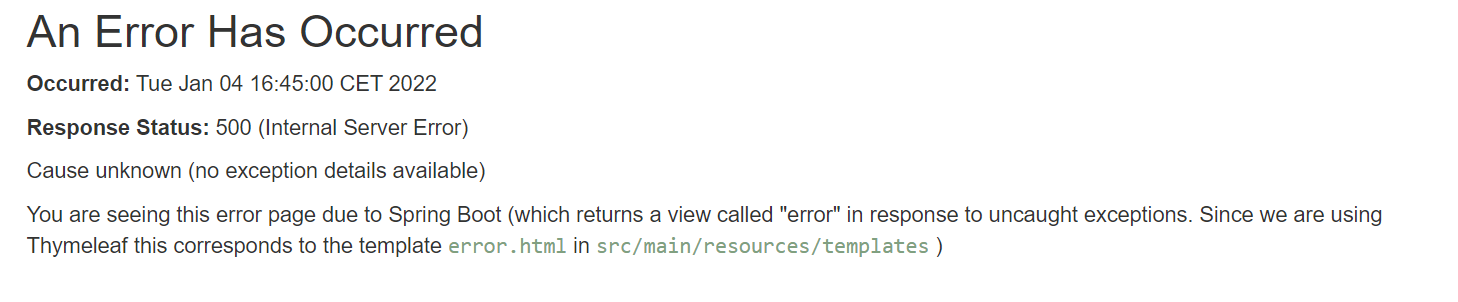 An Error Has Occurred
Occurred: Tue Jan 04 16:45:00 CET 2022
Response Status: 500 (Internal Server Error)
Cause unknown (no exception details available)
You are seeing this error page due to Spring Boot (which returns a view called "error" in response to uncaught exceptions. Since we are using
Thymeleaf this corresponds to the template error.html in src/main/resources/templates )